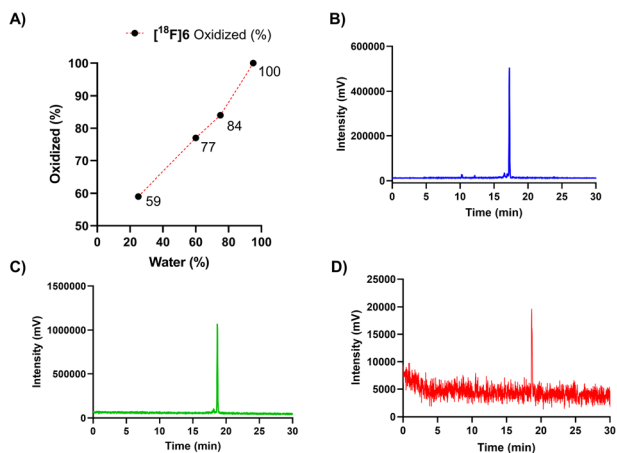 A)
[¹⁸F]6 Oxidized (%)
Oxidized (%)
100
90
80
70
60
50
100
84
77
59
0 20 40 60 80 100
Water (%)
B)
Intensity (mV)
600000
400000
200000
0
0 5 10 15 20 25 30
Time (min)
C)
Intensity (mV)
1500000
1000000
500000
0
0 5 10 15 20 25 30
Time (min)
D)
Intensity (mV)
25000
20000
15000
10000
5000
0
0 5 10 15 20 25 30
Time (min)